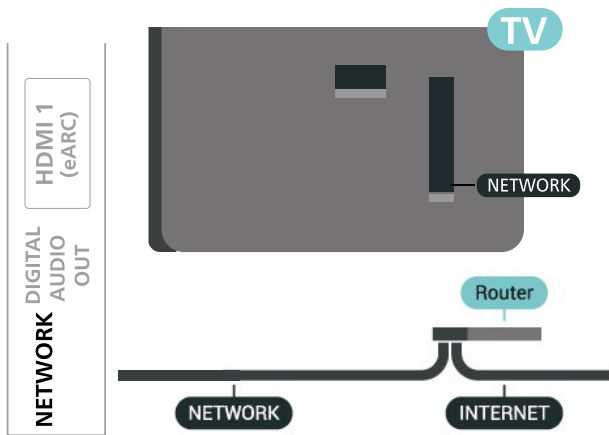 TV
HDMI 1
(eARC)
DIGITAL
AUDIO
OUT
NETWORK
NETWORK
Router
NETWORK
INTERNET